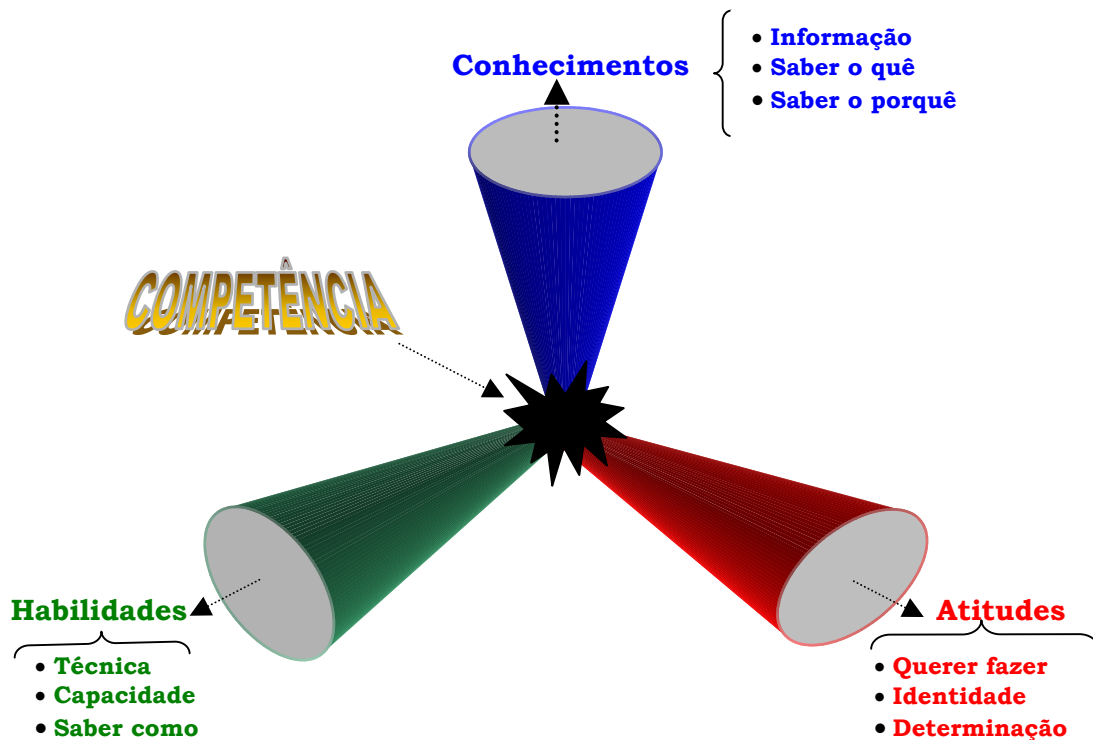 Conhecimentos
• Informação
• Saber o quê
• Saber o porquê
COMPETÊNCIA
Habilidades
• Técnica
• Capacidade
• Saber como
Atitudes
• Querer fazer
• Identidade
• Determinação